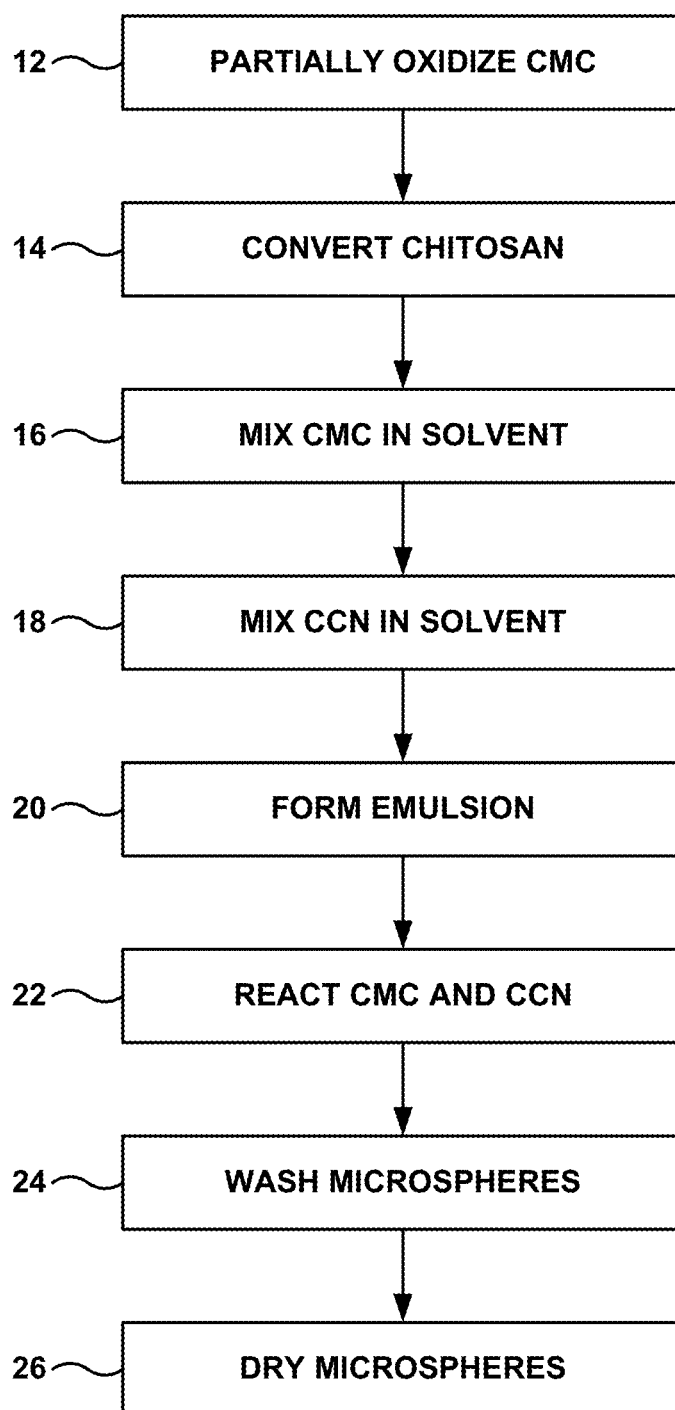 12 PARTIALLY OXIDIZE CMC
14 CONVERT CHITOSAN
16 MIX CMC IN SOLVENT
18 MIX CCN IN SOLVENT
20 FORM EMULSION
22 REACT CMC AND CCN
24 WASH MICROSPHERES
26 DRY MICROSPHERES